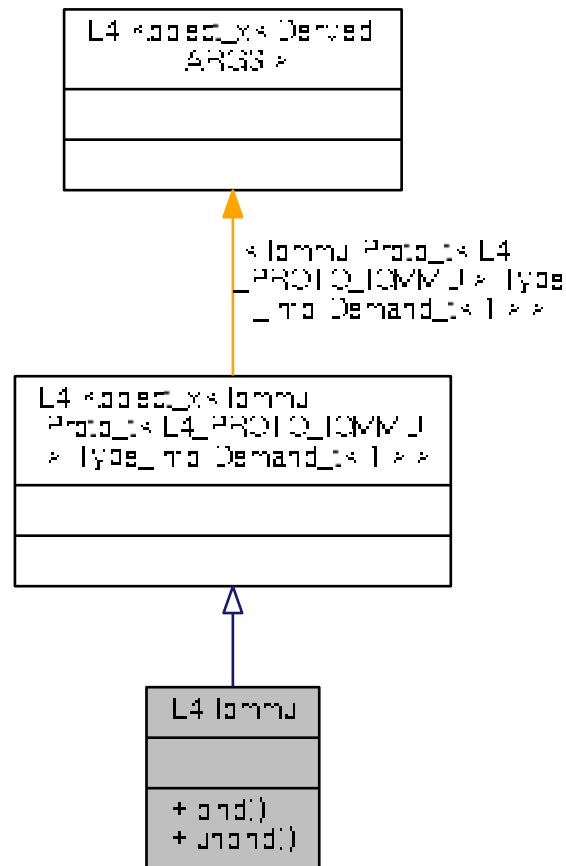 L4::Kobject_x< Derived,
ARGS >
< Iommu, Proto_t< L4
_PROTO_IOMMU >, Type
_info::Demand_t< 1 > >
L4::Kobject_x< Iommu,
Proto_t< L4_PROTO_IOMMU
>, Type_info::Demand_t< 1 > >
L4::Iommu
+ bind()
+ unbind()